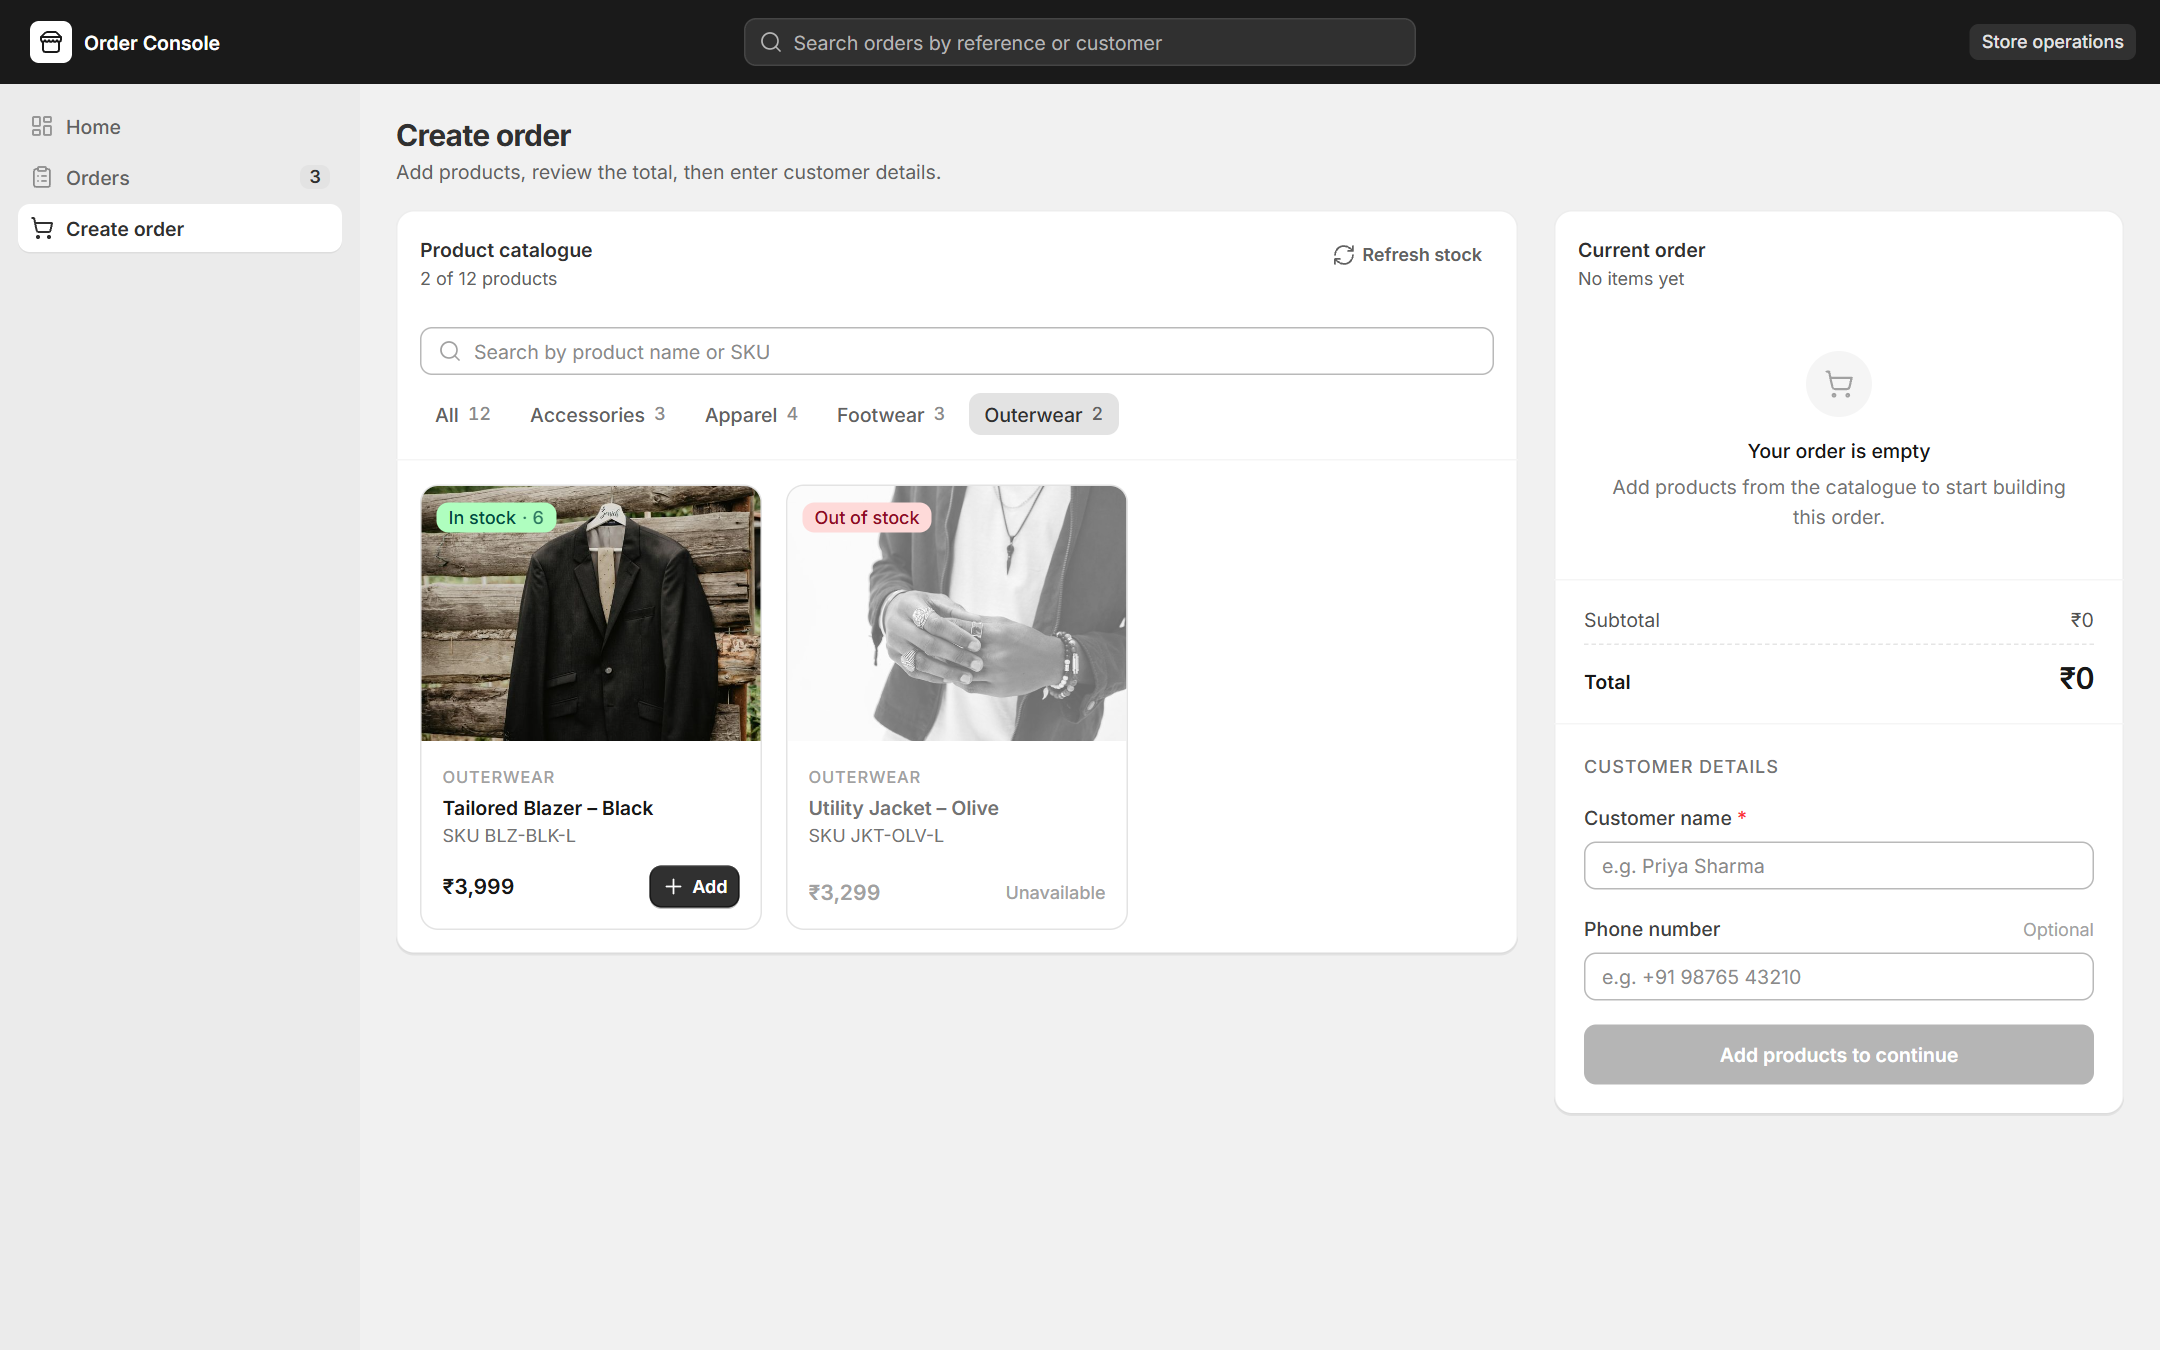 Order Console
Search orders by reference or customer
Store operations
Home
Orders 3
Create order
Create order
Add products, review the total, then enter customer details.
Product catalogue
2 of 12 products
Refresh stock
Search by product name or SKU
All 12 Accessories 3 Apparel 4 Footwear 3 Outerwear 2
In stock · 6
OUTERWEAR
Tailored Blazer – Black
SKU BLZ-BLK-L
₹3,999
Add
Out of stock
OUTERWEAR
Utility Jacket – Olive
SKU JKT-OLV-L
₹3,299
Unavailable
Current order
No items yet
Your order is empty
Add products from the catalogue to start building
this order.
Subtotal ₹0
Total ₹0
CUSTOMER DETAILS
Customer name *
e.g. Priya Sharma
Phone number Optional
e.g. +91 98765 43210
Add products to continue